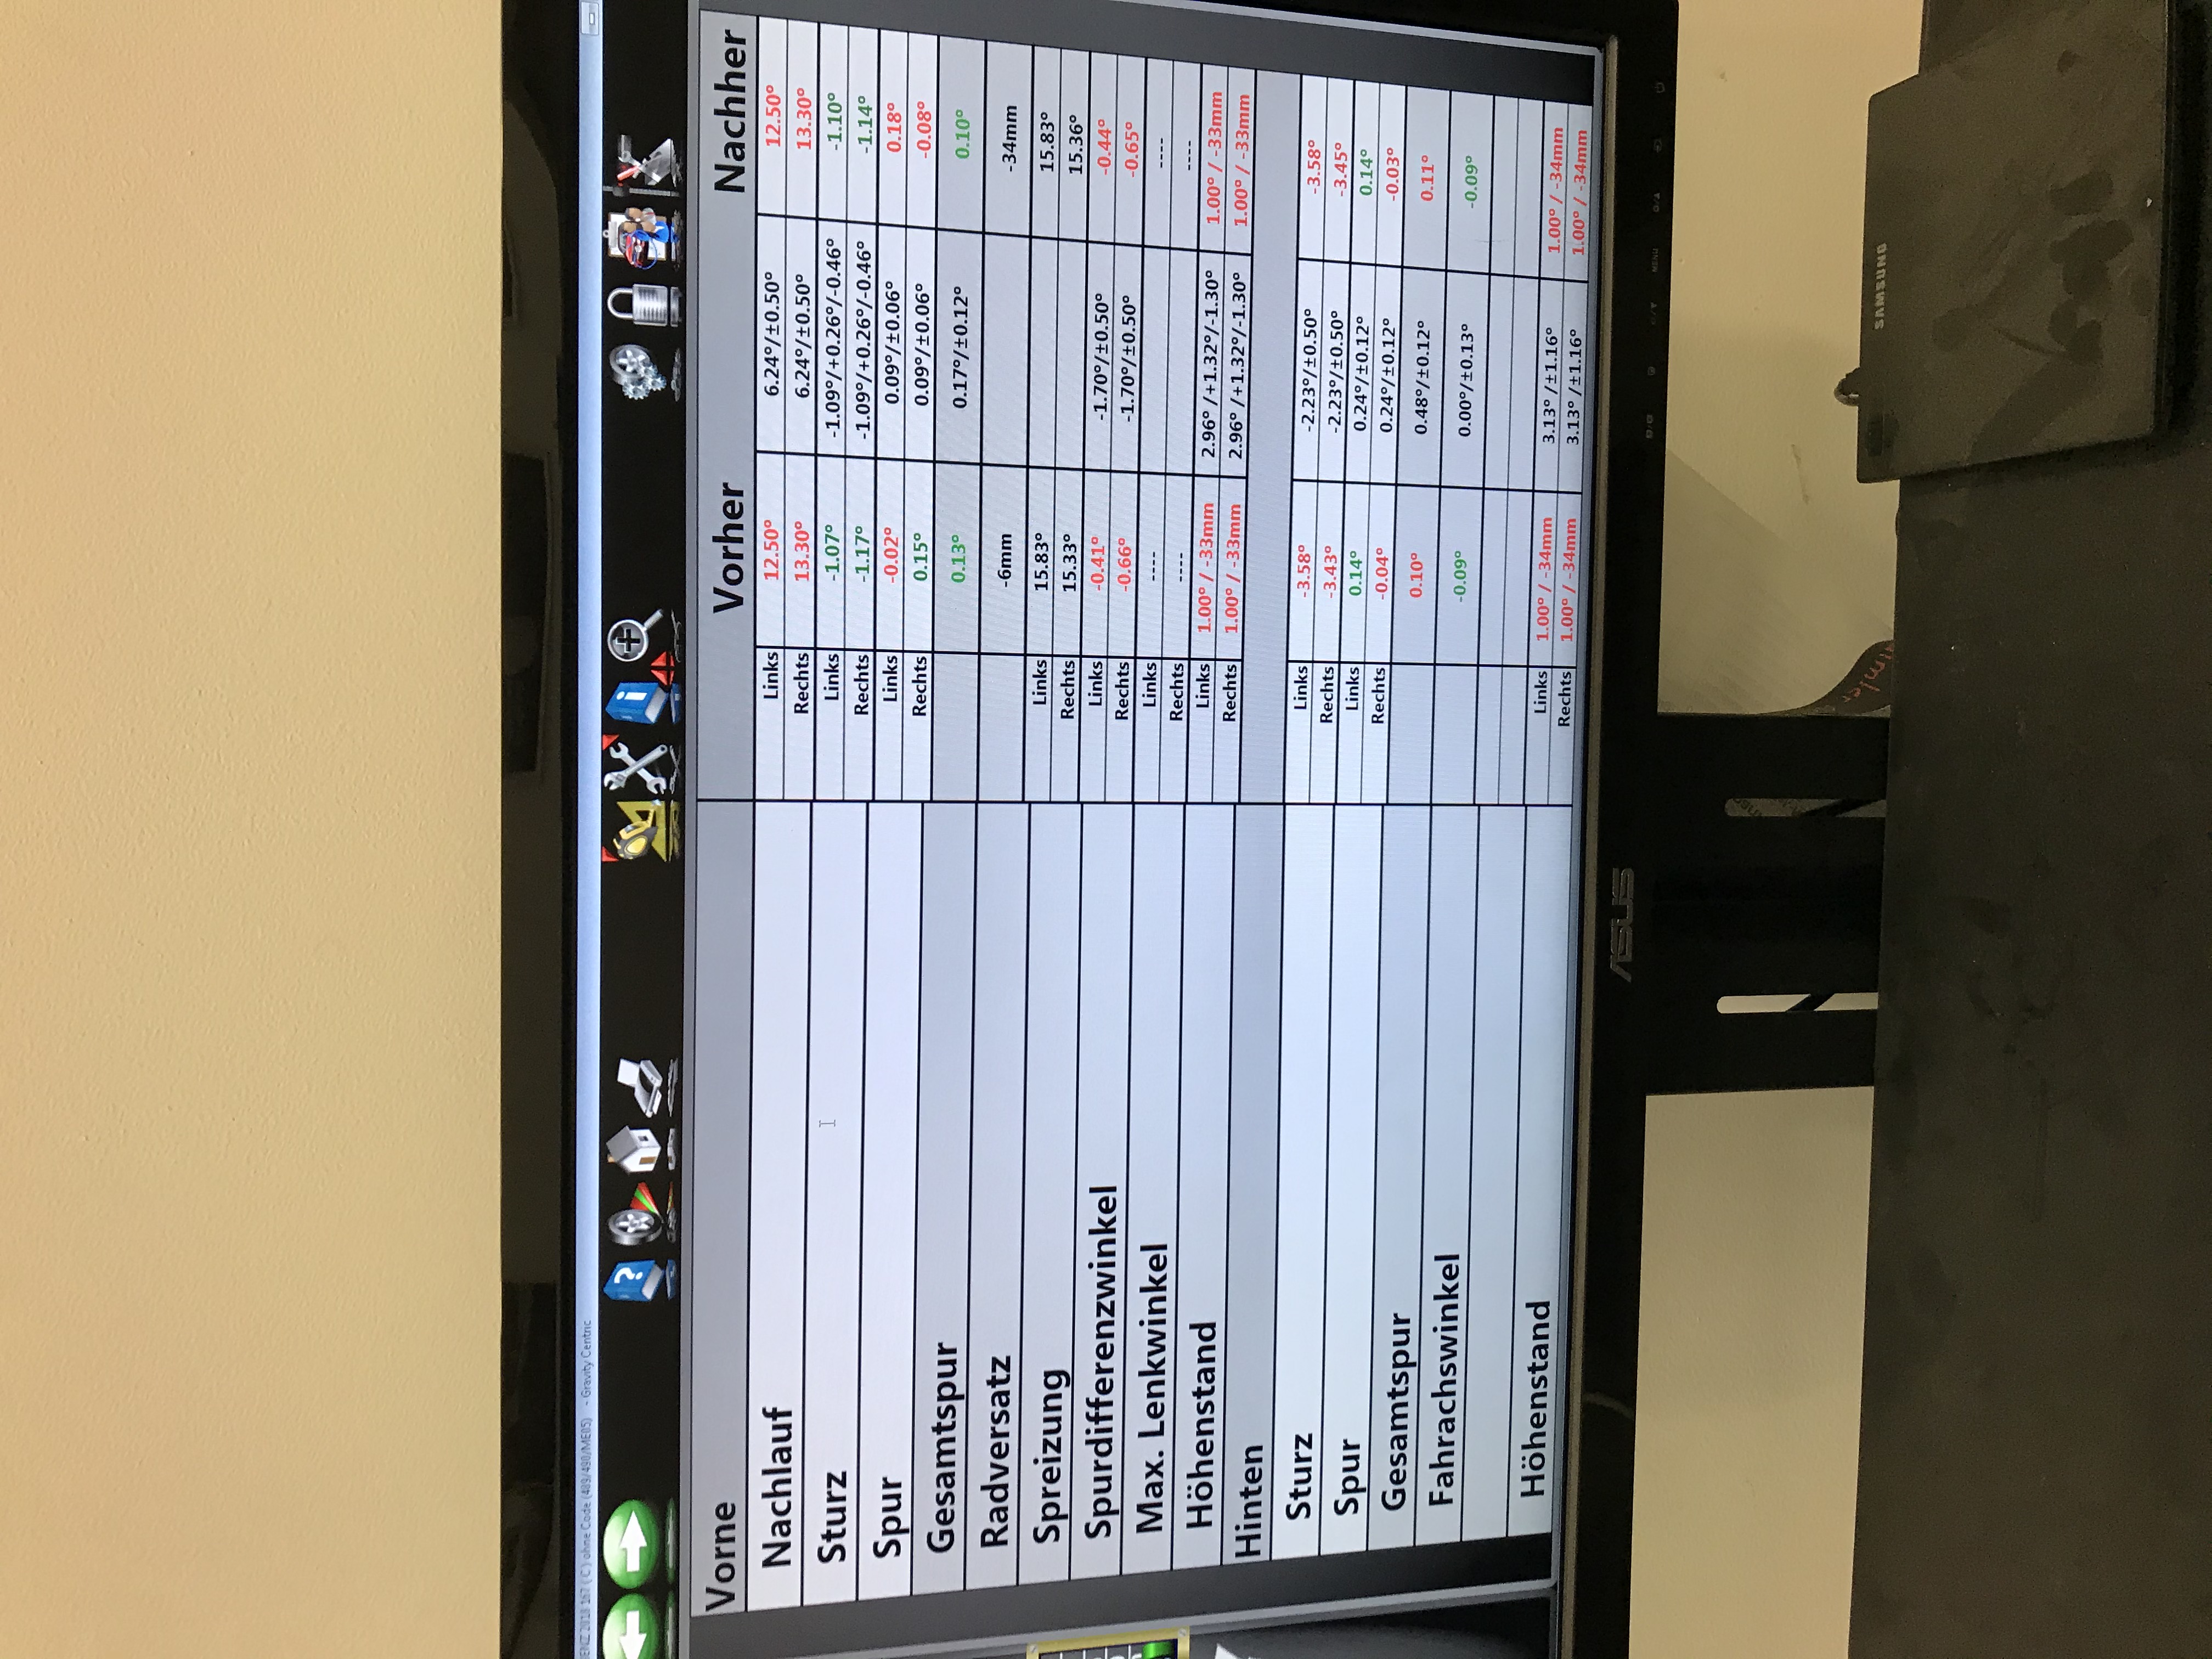 ENZ 2018 167 ( C ) ohne Code (489/490/ME05) - Gravity Centric
Vorne Vorher Nachher
Nachlauf Links 12.50° 6.24°/±0.50° 12.50°
Rechts 13.30° 6.24°/±0.50° 13.30°
Sturz Links -1.07° -1.09°/+0.26°/-0.46° -1.10°
Rechts -1.17° -1.09°/+0.26°/-0.46° -1.14°
Spur Links -0.02° 0.09°/±0.06° 0.18°
Rechts 0.15° 0.09°/±0.06° -0.08°
Gesamtspur 0.13° 0.17°/±0.12° 0.10°
Radversatz -6mm -34mm
Spreizung Links 15.83° 15.83°
Rechts 15.33° 15.36°
Spurdifferenzwinkel Links -0.41° -1.70°/±0.50° -0.44°
Rechts -0.66° -1.70°/±0.50° -0.65°
Max. Lenkwinkel Links ---- ----
Rechts ---- ----
Höhenstand Links 1.00° / -33mm 2.96° /+1.32°/-1.30° 1.00° / -33mm
Rechts 1.00° / -33mm 2.96° /+1.32°/-1.30° 1.00° / -33mm
Hinten
Sturz Links -3.58° -2.23°/±0.50° -3.58°
Rechts -3.43° -2.23°/±0.50° -3.45°
Spur Links 0.14° 0.24°/±0.12° 0.14°
Rechts -0.04° 0.24°/±0.12° -0.03°
Gesamtspur 0.10° 0.48°/±0.12° 0.11°
Fahrachswinkel -0.09° 0.00°/±0.13° -0.09°
Höhenstand Links 1.00° / -34mm 3.13° /±1.16° 1.00° / -34mm
Rechts 1.00° / -34mm 3.13° /±1.16° 1.00° / -34mm
ASUS
MENU
SAMSUNG